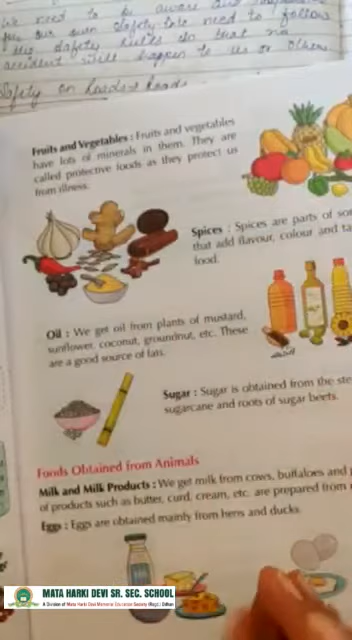 We need to be aware and
for our own safety. We need to follow
the safety rules so that no
accident will happen to us or others
Safety on Roads
Fruits and Vegetables : Fruits and vegetables
have lots of minerals in them. They are
called protective foods as they protect us
from illness.
Spices : Spices are parts of
that add flavour, colour and
food.
Oil : We get oil from plants of mustard,
sunflower, coconut, groundnut, etc. These
are a good source of fats.
Sugar : Sugar is obtained from the
sugarcane and roots of sugar beets.
Foods Obtained from Animals
Milk and Milk Products : We get milk from cows, buffaloes and
of products such as butter, curd, cream, etc. are prepared from
Eggs : Eggs are obtained mainly from hens and ducks.
MATA HARKI DEVI SR. SEC. SCHOOL
A Division of Mata Harki Devi Memorial Education Society (Regd.) Odhan